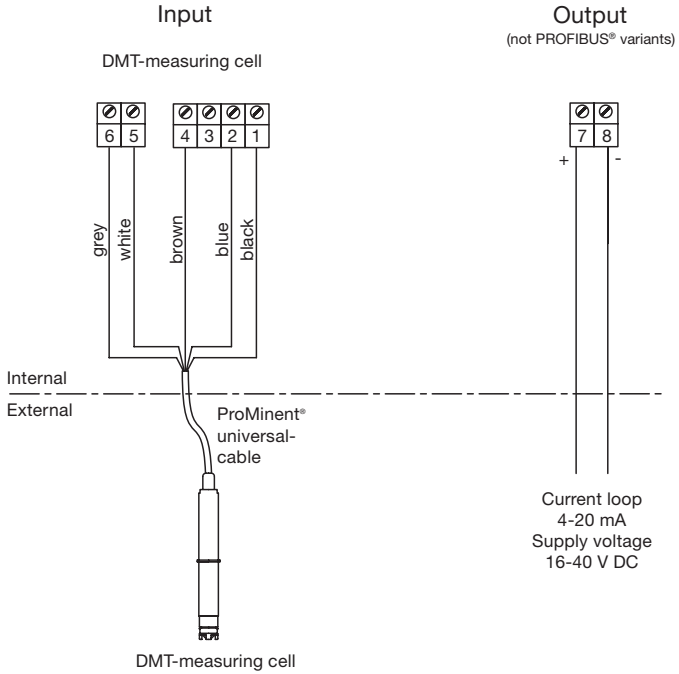 Input
Output
(not PROFIBUS® variants)
DMT-measuring cell
6 5 4 3 2 1
7 8
+ -
grey
white
brown
blue
black
Internal
External
ProMinent®
universal-
cable
Current loop
4-20 mA
Supply voltage
16-40 V DC
DMT-measuring cell